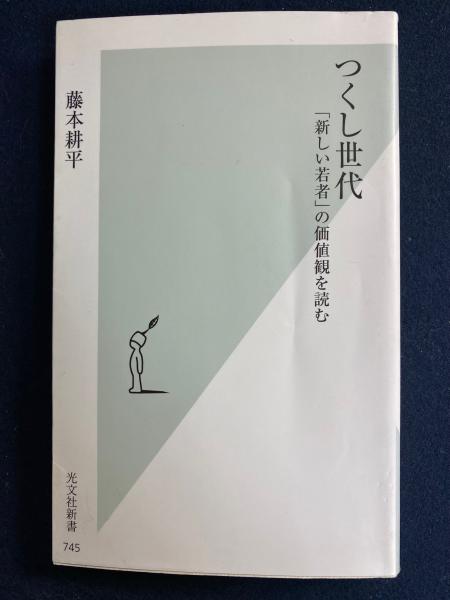 つくし世代
「新しい若者」の価値観を読む
藤本耕平
光文社新書
745